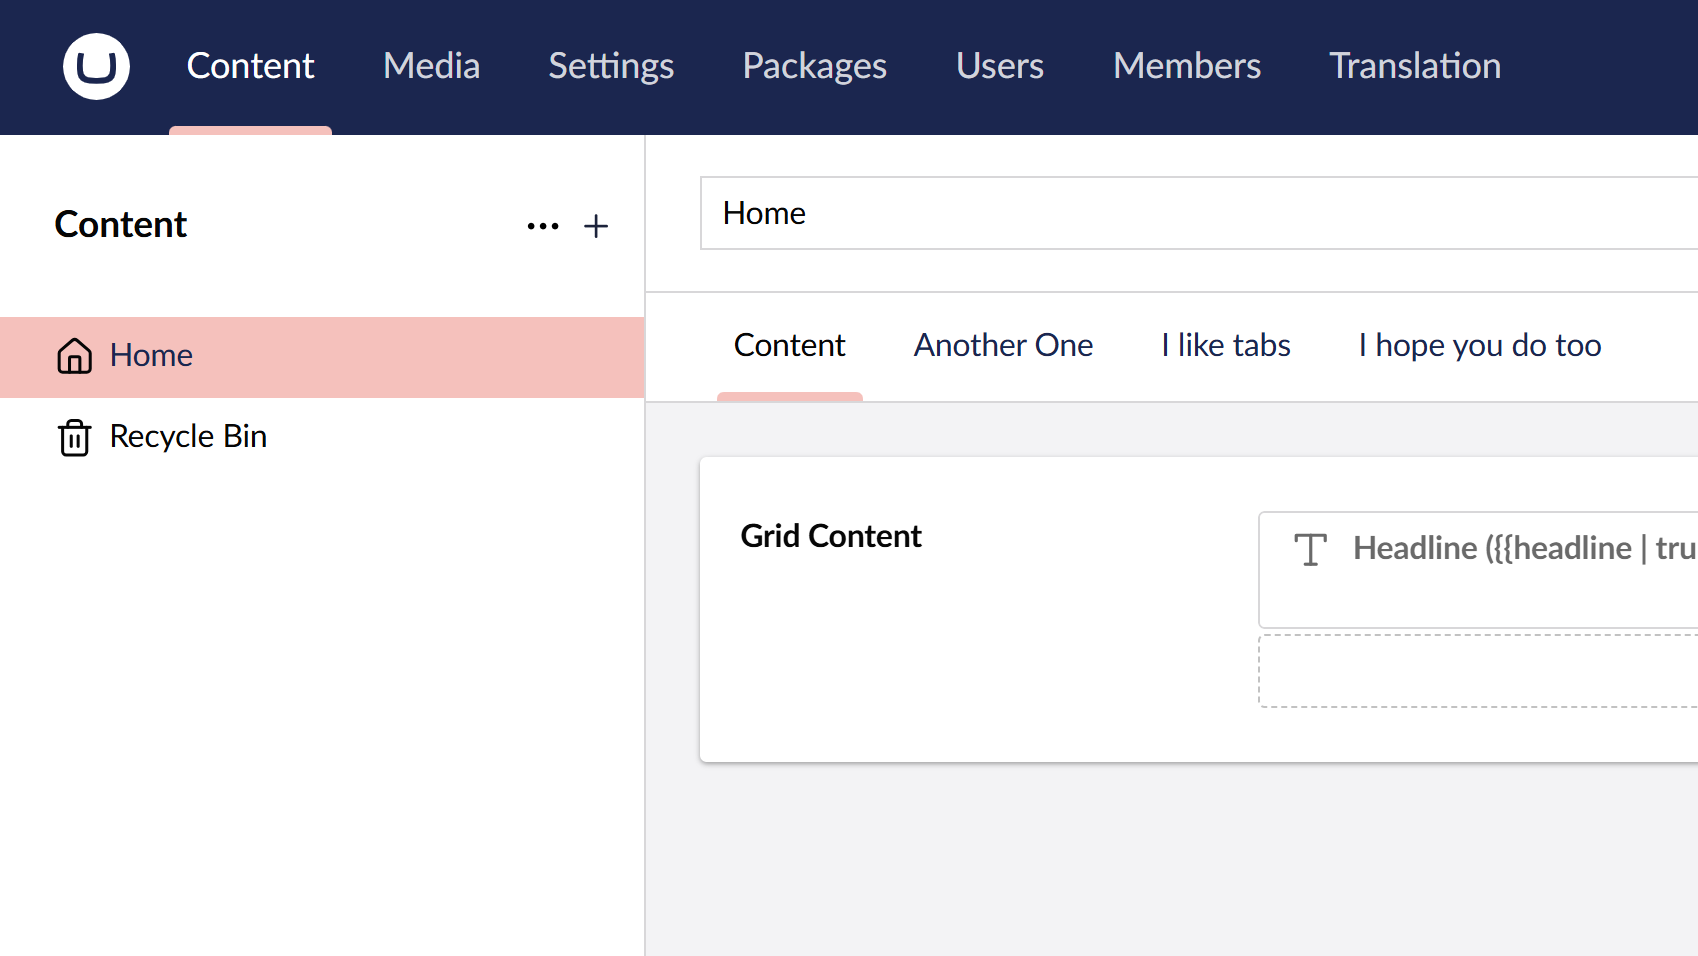 Content Media Settings Packages Users Members Translation
Content
Home
Recycle Bin
Home
Content Another One I like tabs I hope you do too
Grid Content
Headline ({{headline | tru